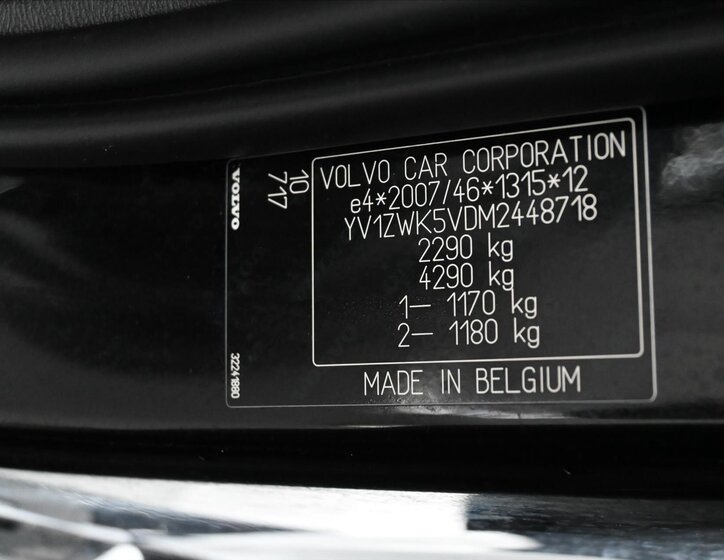 VOLVO
10
717
VOLVO CAR CORPORATION
e4*2007/46*1315*12
YV1ZWK5VDM2448718
2290 kg
4290 kg
1— 1170 kg
2— 1180 kg
32241880
MADE IN BELGIUM